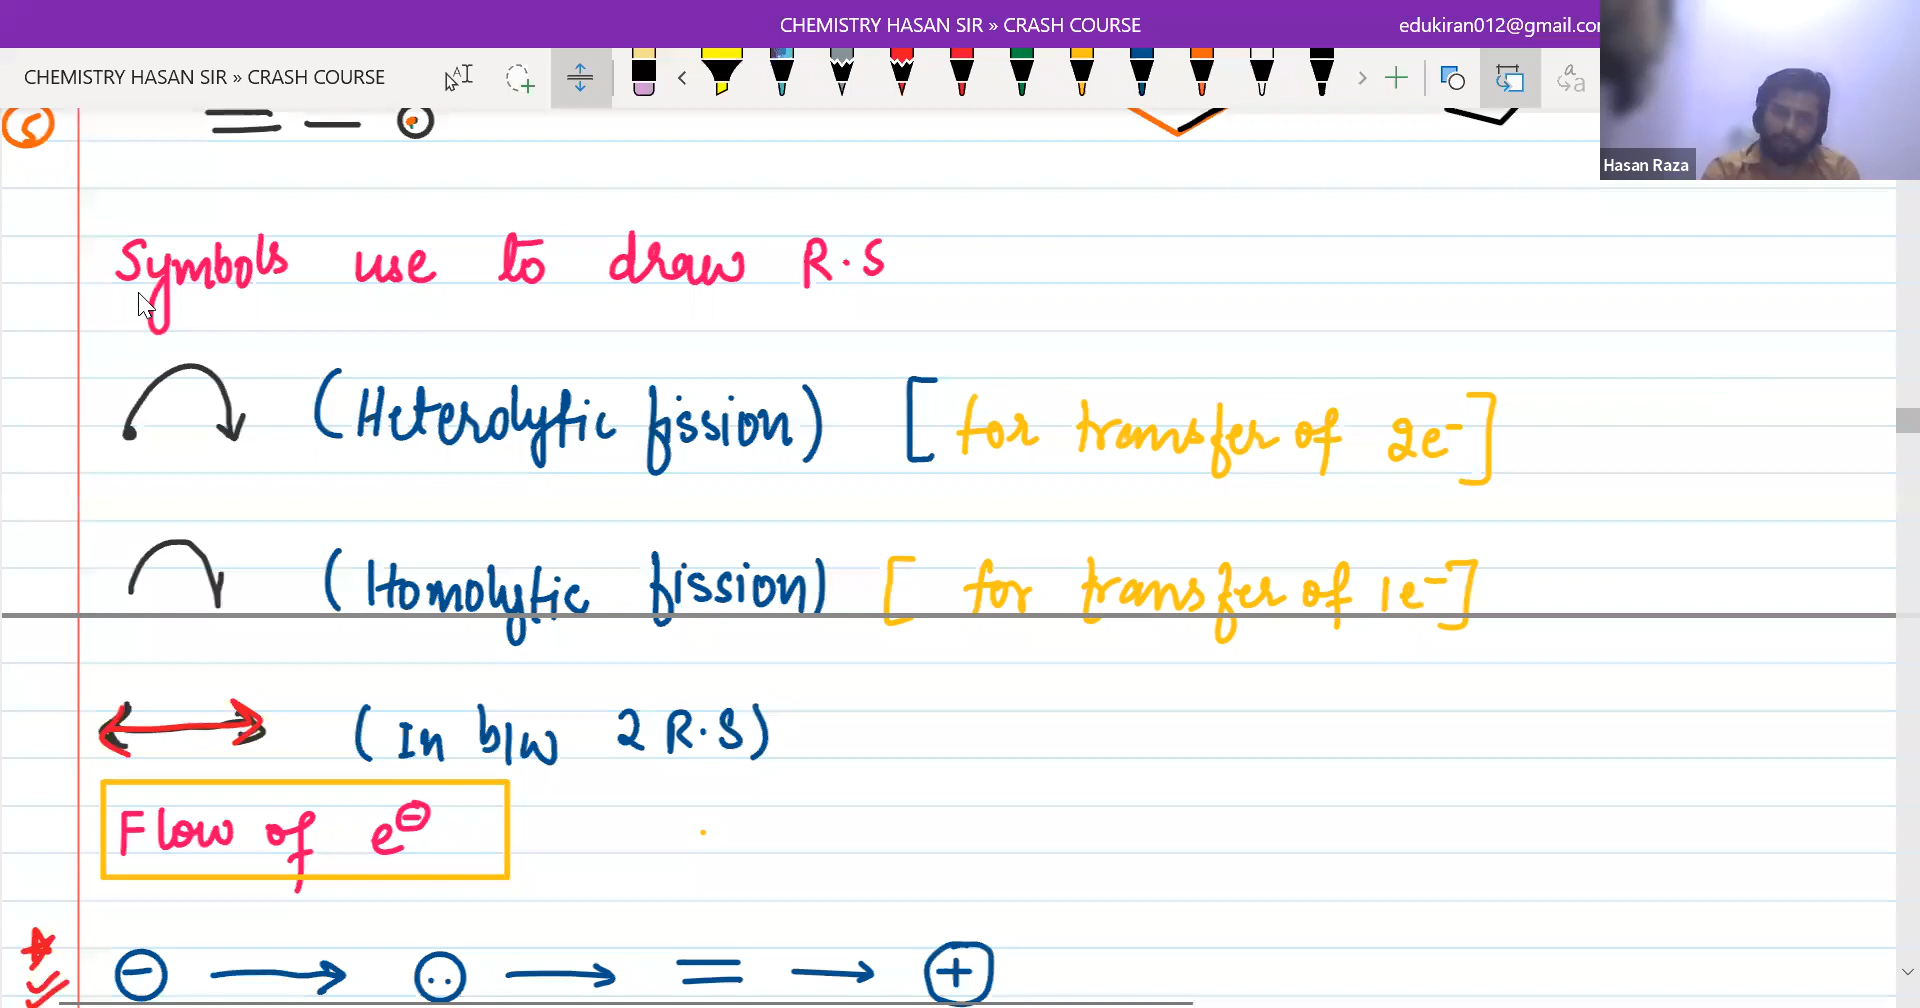 CHEMISTRY HASAN SIR » CRASH COURSE
edukiran012@gmail.co
CHEMISTRY HASAN SIR » CRASH COURSE
Hasan Raza
5
Symbols use to draw R.S
(Heterolytic fission) [for transfer of 2e⁻]
(Homolytic fission) [for transfer of 1e⁻]
(In b/w 2 R.S)
Flow of e⊖
⊖ → (··) → = → ⊕